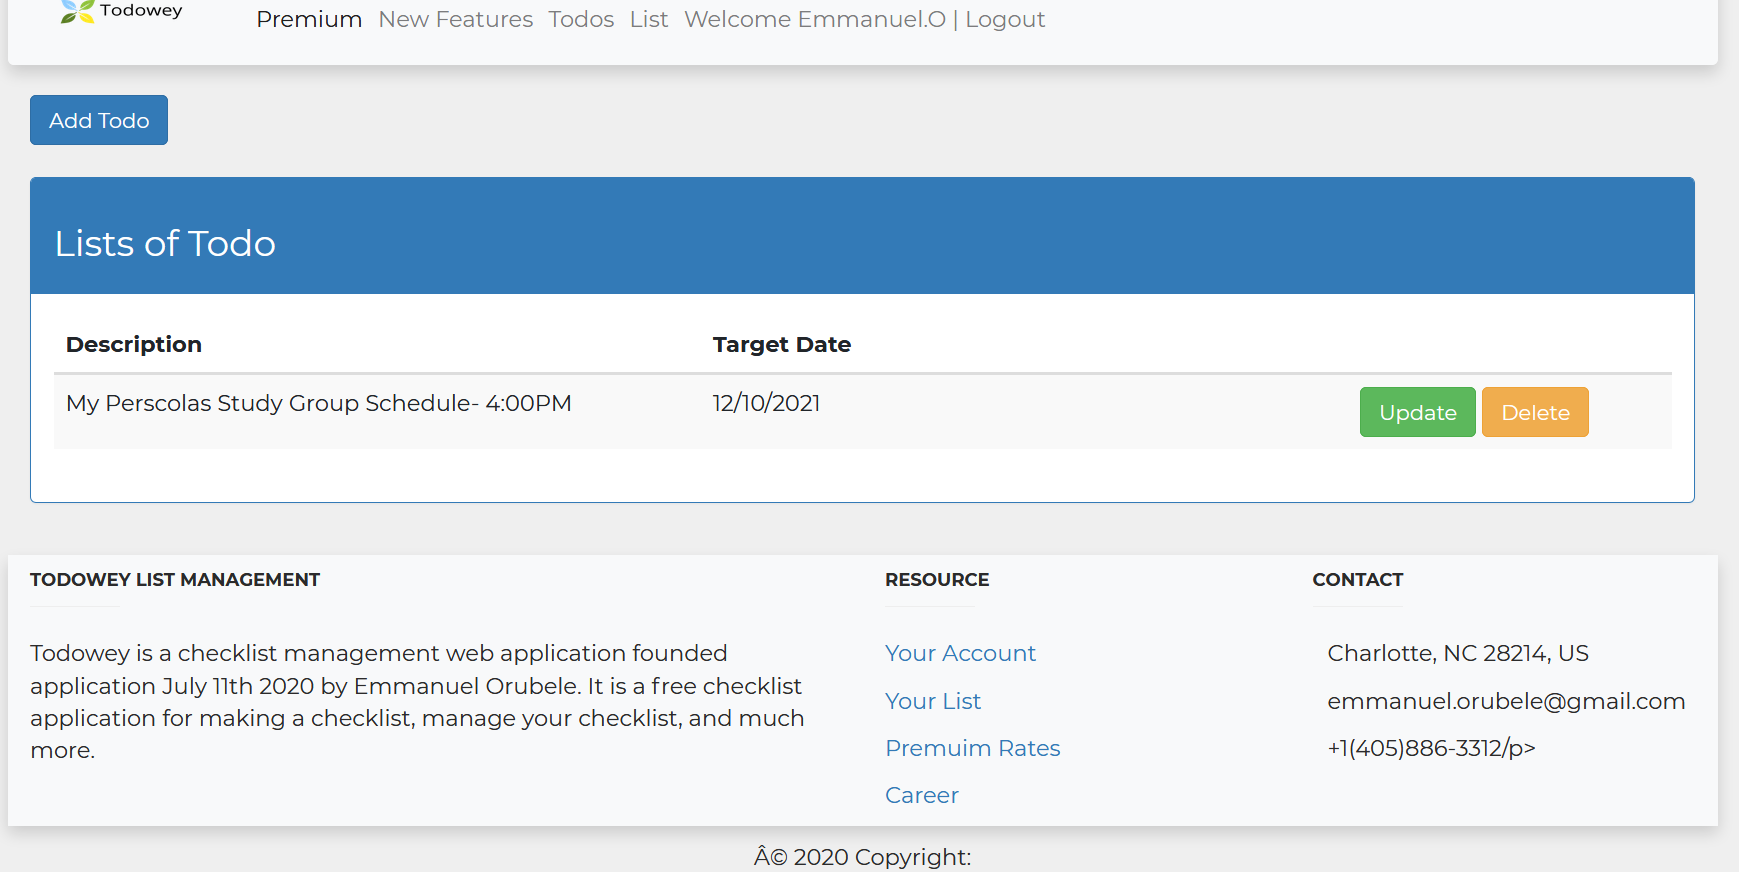 Todowey
Premium New Features Todos List Welcome Emmanuel.O | Logout
Add Todo
Lists of Todo
Description Target Date
My Perscolas Study Group Schedule- 4:00PM 12/10/2021 Update Delete
TODOWEY LIST MANAGEMENT
Todowey is a checklist management web application founded
application July 11th 2020 by Emmanuel Orubele. It is a free checklist
application for making a checklist, manage your checklist, and much
more.
RESOURCE
Your Account
Your List
Premuim Rates
Career
CONTACT
Charlotte, NC 28214, US
emmanuel.orubele@gmail.com
+1(405)886-3312/p>
Â© 2020 Copyright: